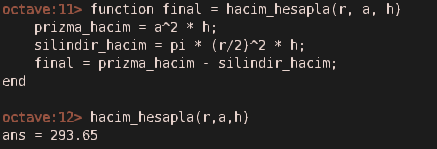 octave:11> function final = hacim_hesapla(r, a, h)
    prizma_hacim = a^2 * h;
    silindir_hacim = pi * (r/2)^2 * h;
    final = prizma_hacim - silindir_hacim;
end
octave:12> hacim_hesapla(r,a,h)
ans = 293.65